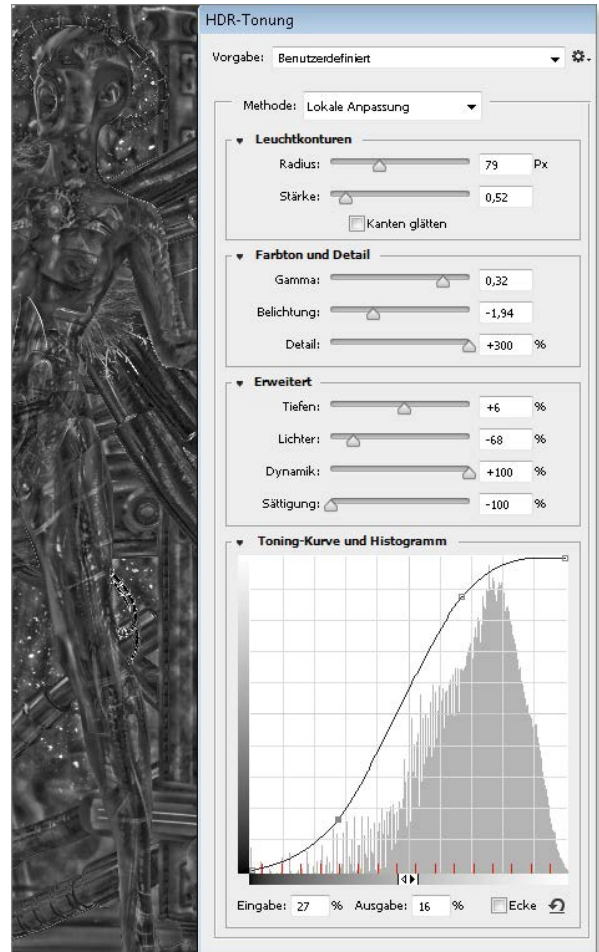 HDR-Tonung
Vorgabe: Benutzerdefiniert
Methode: Lokale Anpassung
Leuchtkonturen
Radius: 79 Px
Stärke: 0,52
Kanten glätten
Farbton und Detail
Gamma: 0,32
Belichtung: -1,94
Detail: +300 %
Erweitert
Tiefen: +6 %
Lichter: -68 %
Dynamik: +100 %
Sättigung: -100 %
Toning-Kurve und Histogramm
Eingabe: 27 % Ausgabe: 16 % Ecke